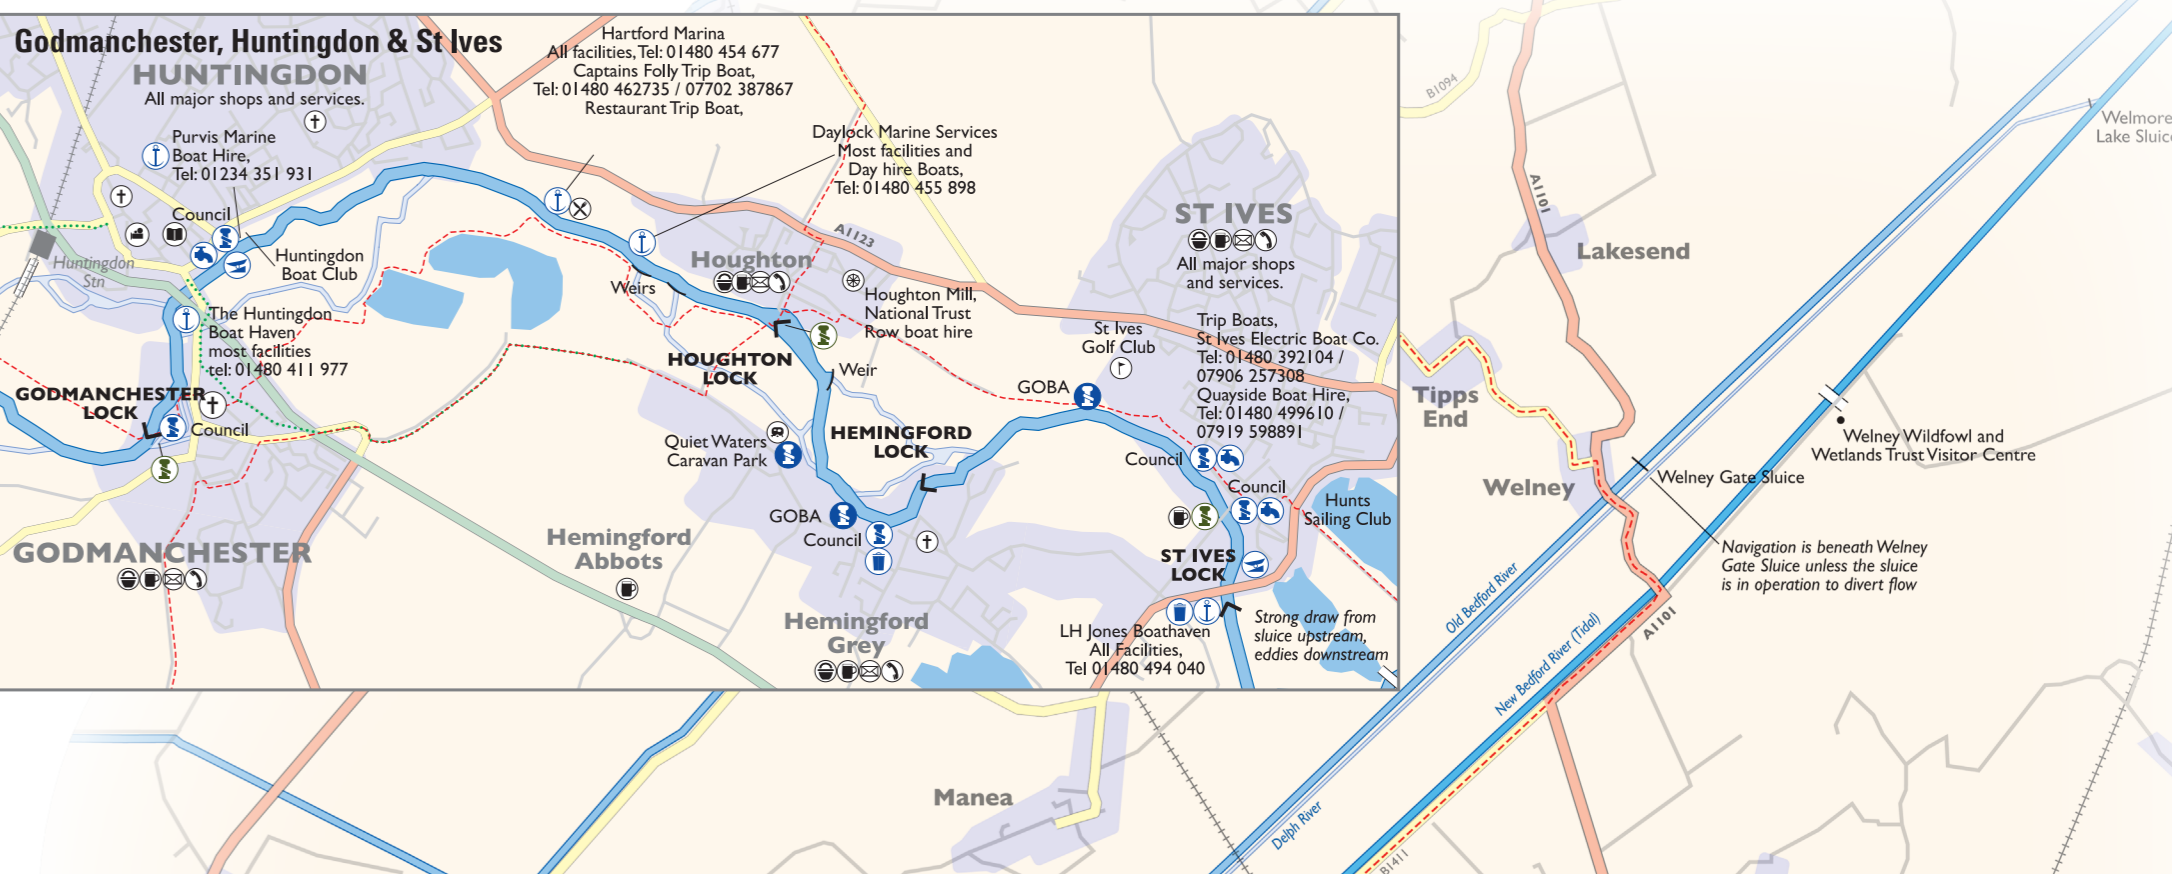 Godmanchester, Huntingdon & St Ives
HUNTINGDON
All major shops and services.
Purvis Marine
Boat Hire,
Tel: 01234 351 931
Council
Huntingdon
Boat Club
Huntingdon
Stn
The Huntingdon
Boat Haven
most facilities
tel: 01480 411 977
GODMANCHESTER
LOCK
Council
GODMANCHESTER
Hartford Marina
All facilities, Tel: 01480 454 677
Captains Folly Trip Boat,
Tel: 01480 462735 / 07702 387867
Restaurant Trip Boat,
Daylock Marine Services
Most facilities and
Day hire Boats,
Tel: 01480 455 898
A1123
Houghton
Weirs
Houghton Mill,
National Trust
Row boat hire
HOUGHTON
LOCK
Weir
Quiet Waters
Caravan Park
HEMINGFORD
LOCK
GOBA
Council
Hemingford
Abbots
Hemingford
Grey
ST IVES
All major shops
and services.
St Ives
Golf Club
GOBA
Trip Boats,
St Ives Electric Boat Co.
Tel: 01480 392104 /
07906 257308
Quayside Boat Hire,
Tel: 01480 499610 /
07919 598891
Council
Council
Hunts
Sailing Club
ST IVES
LOCK
LH Jones Boathaven
All Facilities,
Tel 01480 494 040
Strong draw from
sluice upstream,
eddies downstream
B1094
A1101
Lakesend
Welmore
Lake Sluice
Tipps
End
Welney
Welney Wildfowl and
Wetlands Trust Visitor Centre
Welney Gate Sluice
Navigation is beneath Welney
Gate Sluice unless the sluice
is in operation to divert flow
Old Bedford River
New Bedford River (Tidal)
A1101
Manea
Delph River
B1411